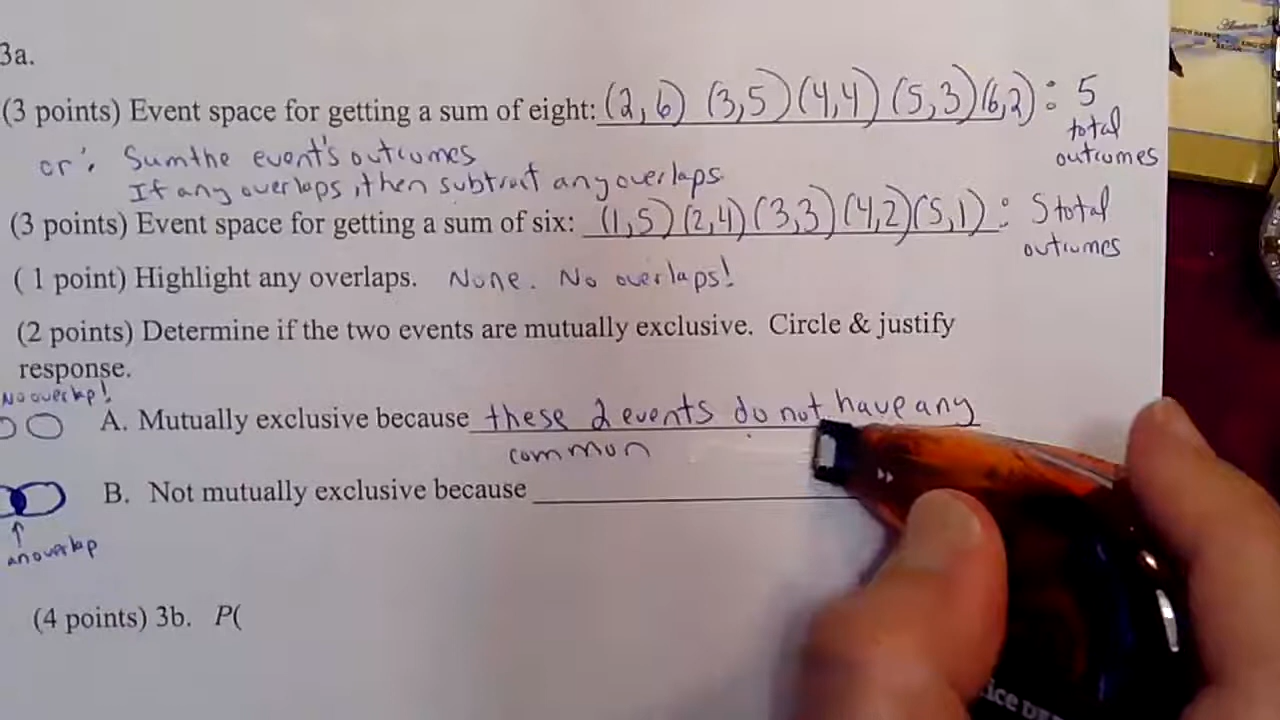 3a.
(3 points) Event space for getting a sum of eight: (2,6) (3,5) (4,4) (5,3) (6,2) : 5
total
outcomes
or: Sum the event's outcomes
If any overlaps, then subtract any overlaps.
(3 points) Event space for getting a sum of six: (1,5) (2,4) (3,3) (4,2) (5,1) : 5 total
outcomes
( 1 point) Highlight any overlaps. None. No overlaps!
(2 points) Determine if the two events are mutually exclusive. Circle & justify
response.
No overlap!
A. Mutually exclusive because these 2 events do not have any
common
B. Not mutually exclusive because
↑
an overlap
(4 points) 3b. P(